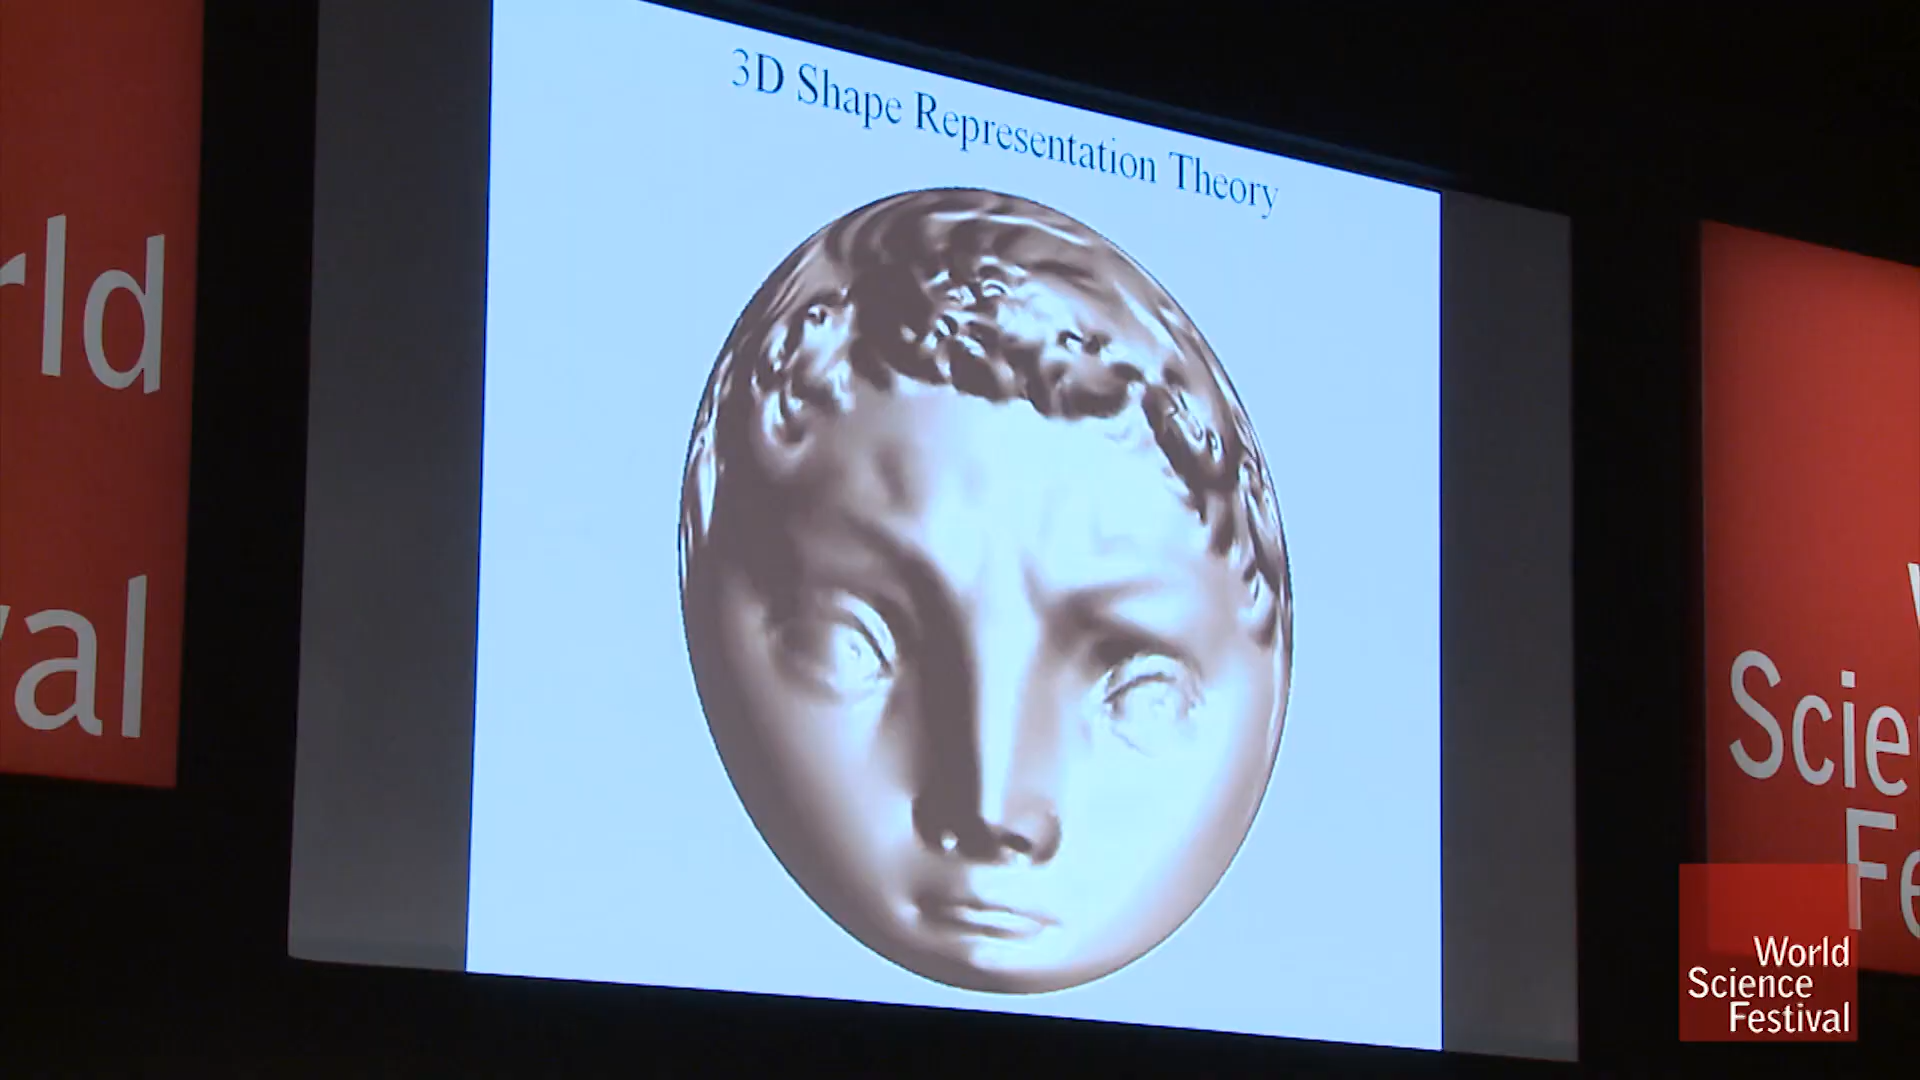 3D Shape Representation Theory
rld
val
Scie
Fe
World
Science
Festival